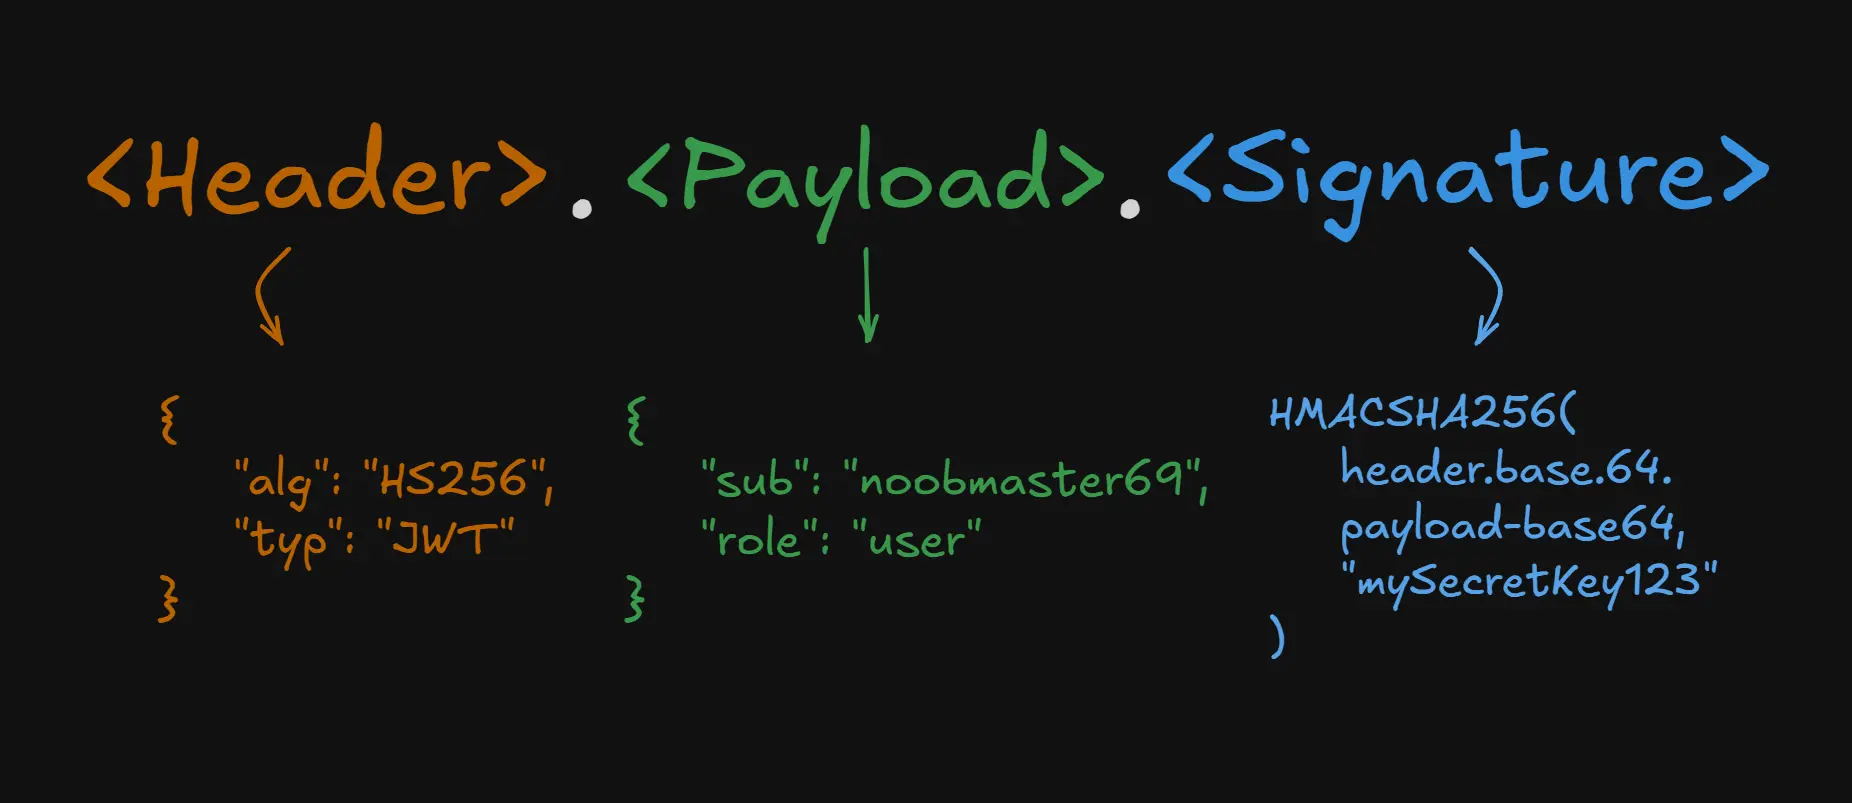 <Header>.<Payload>.<Signature>
{
"alg": "HS256",
"typ": "JWT"
}
{
"sub": "noobmaster69",
"role": "user"
}
HMACSHA256(
header.base.64.
payload-base64,
"mySecretKey123"
)